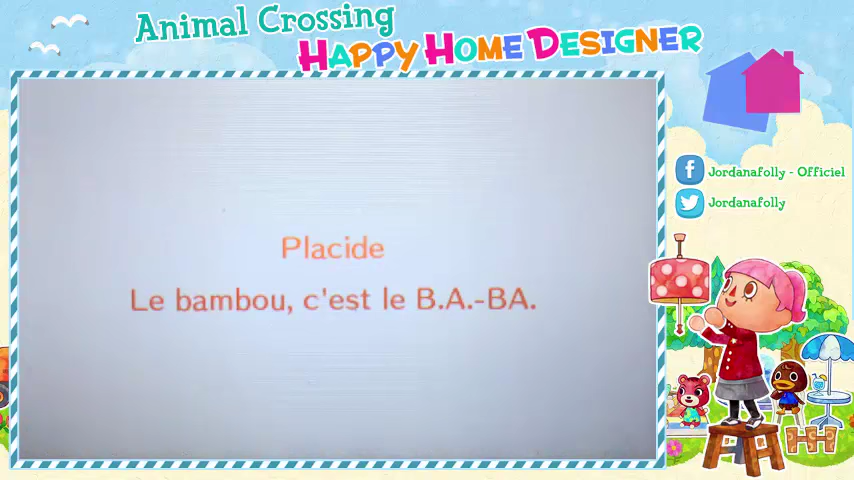 Animal Crossing
Happy Home Designer
Jordanafolly - Officiel
Jordanafolly
Placide
Le bambou, c'est le B.A.-BA.